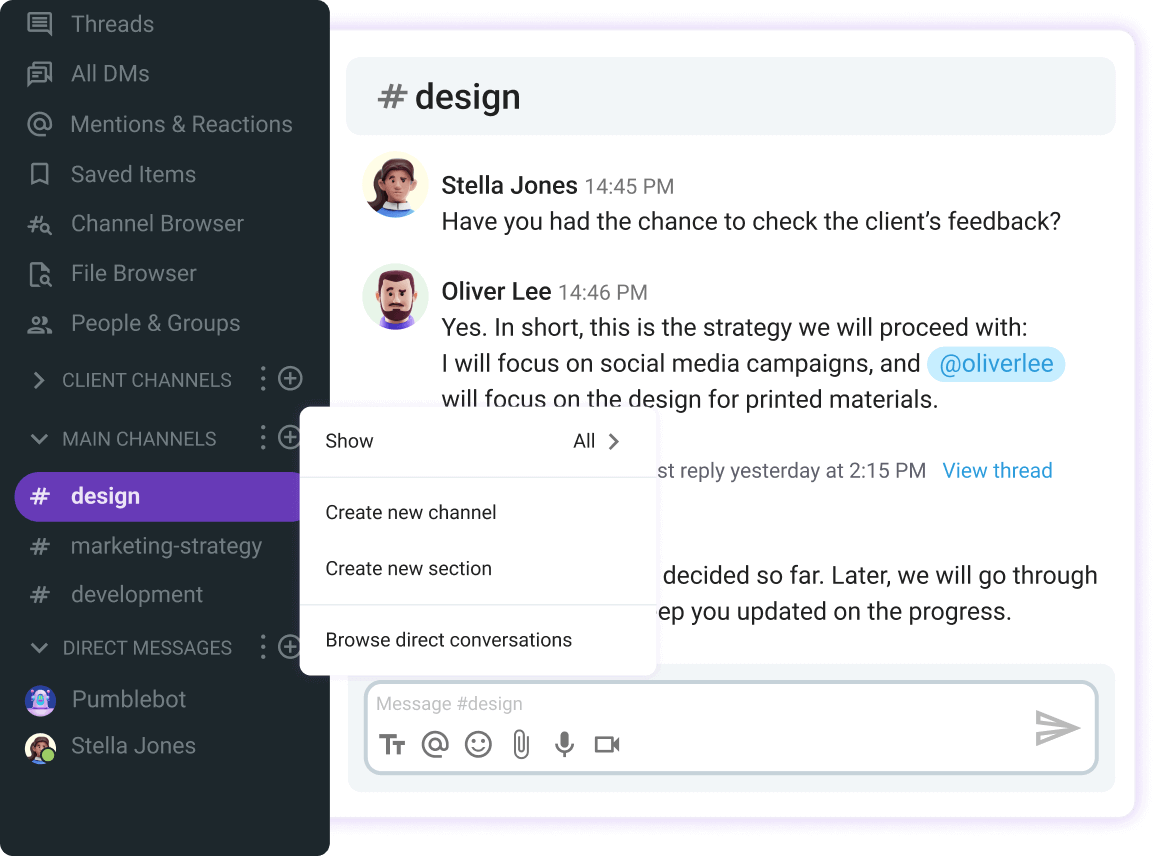 Threads
All DMs
Mentions & Reactions
Saved Items
Channel Browser
File Browser
People & Groups
CLIENT CHANNELS
MAIN CHANNELS
# design
# marketing-strategy
# development
DIRECT MESSAGES
Pumblebot
Stella Jones
# design
Stella Jones 14:45 PM
Have you had the chance to check the client’s feedback?
Oliver Lee 14:46 PM
Yes. In short, this is the strategy we will proceed with:
I will focus on social media campaigns, and @oliverlee
will focus on the design for printed materials.
Show All
Create new channel
Create new section
Browse direct conversations
reply yesterday at 2:15 PM View thread
decided so far. Later, we will go through
you updated on the progress.
Message #design